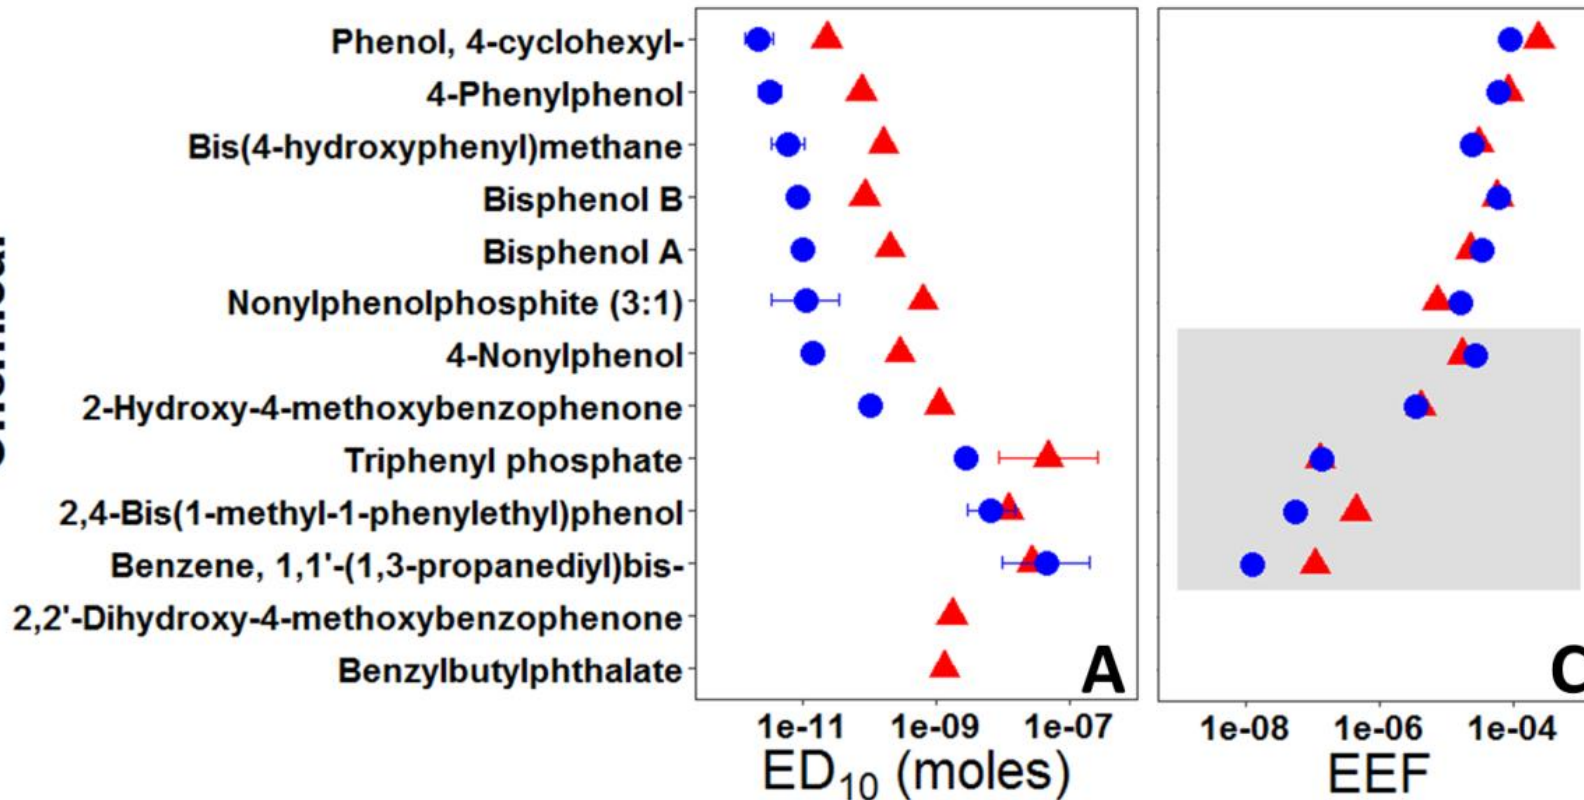 Phenol, 4-cyclohexyl-
4-Phenylphenol
Bis(4-hydroxyphenyl)methane
Bisphenol B
Bisphenol A
Nonylphenolphosphite (3:1)
4-Nonylphenol
2-Hydroxy-4-methoxybenzophenone
Triphenyl phosphate
2,4-Bis(1-methyl-1-phenylethyl)phenol
Benzene, 1,1'-(1,3-propanediyl)bis-
2,2'-Dihydroxy-4-methoxybenzophenone
Benzylbutylphthalate
A
1e-11 1e-09 1e-07
ED10 (moles)
C
1e-08 1e-06 1e-04
EEF